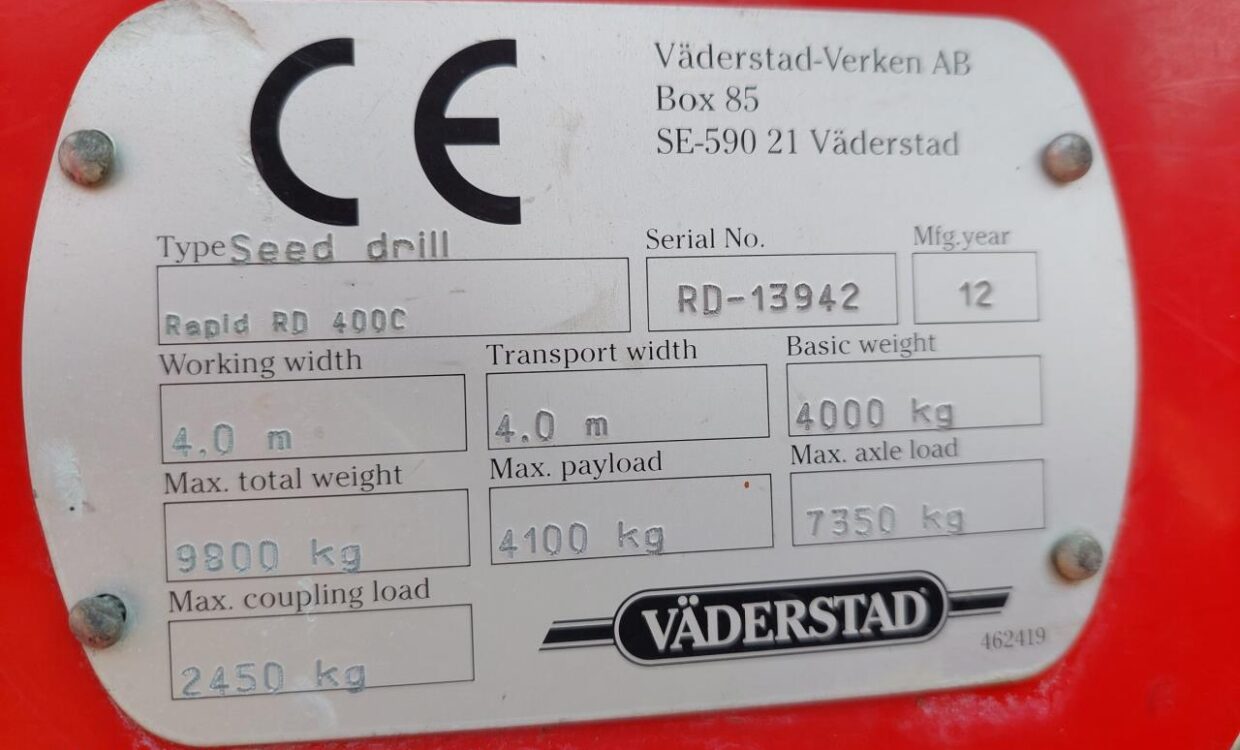 CE
Väderstad-Verken AB
Box 85
SE-590 21 Väderstad
Type Seed drill
Serial No.
Mfg.year
Rapid RD 400C
RD-13942
12
Working width
Transport width
Basic weight
4.0 m
4.0 m
4000 kg
Max. total weight
Max. payload
Max. axle load
9800 kg
4100 kg
7350 kg
Max. coupling load
2450 kg
VÄDERSTAD
462419